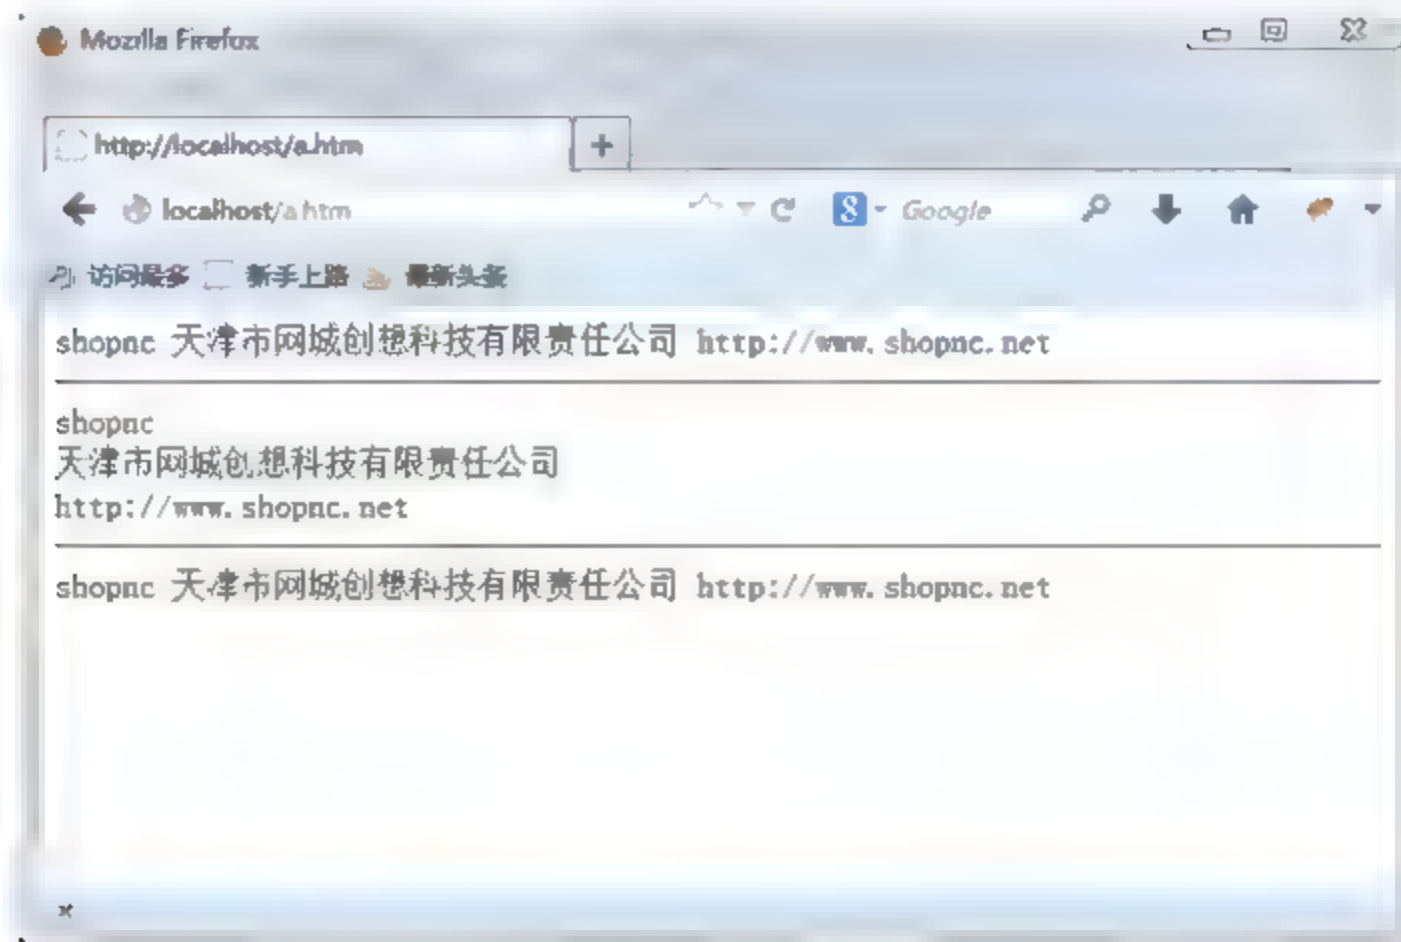 Mozilla Firefox
http://localhost/a.htm
localhost/a.htm
Google
访问最多 新手上路 最新头条
shopnc 天津市网城创想科技有限责任公司 http://www.shopnc.net
shopnc
天津市网城创想科技有限责任公司
http://www.shopnc.net
shopnc 天津市网城创想科技有限责任公司 http://www.shopnc.net